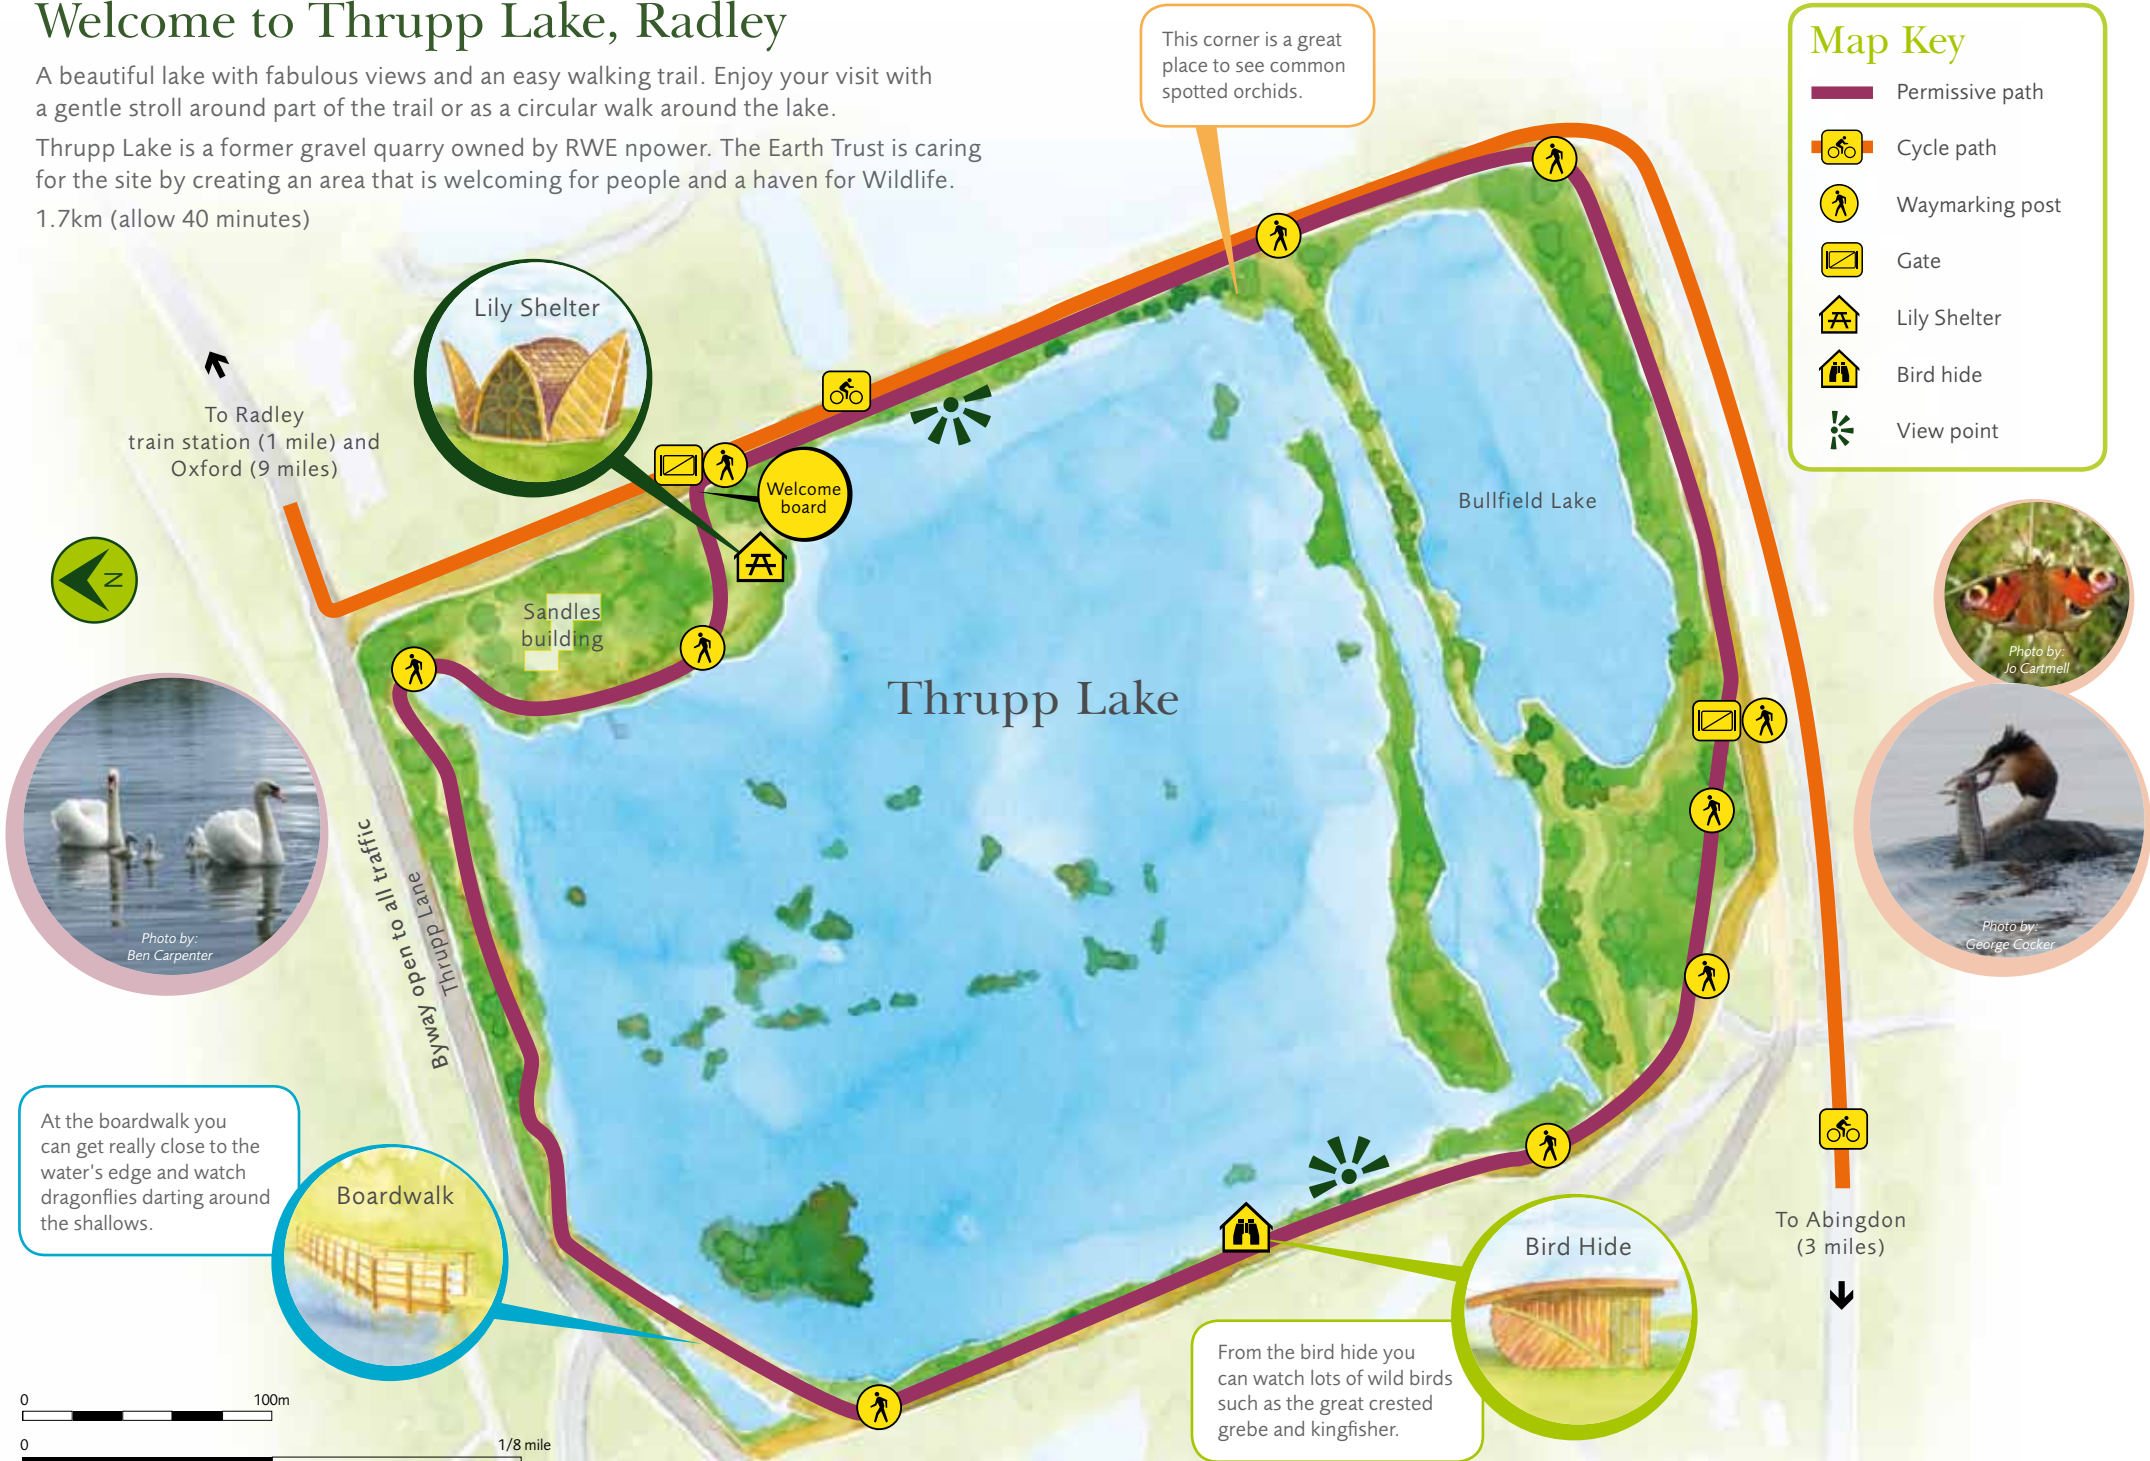 Welcome to Thrupp Lake, Radley
A beautiful lake with fabulous views and an easy walking trail. Enjoy your visit with
a gentle stroll around part of the trail or as a circular walk around the lake.
Thrupp Lake is a former gravel quarry owned by RWE npower. The Earth Trust is caring
for the site by creating an area that is welcoming for people and a haven for Wildlife.
1.7km (allow 40 minutes)
This corner is a great
place to see common
spotted orchids.
Map Key
Permissive path
Cycle path
Waymarking post
Gate
Lily Shelter
Bird hide
View point
Lily Shelter
To Radley
train station (1 mile) and
Oxford (9 miles)
Welcome
board
Bullfield Lake
N
Sandles
building
Thrupp Lake
Photo by:
Jo Cartmell
Photo by:
Ben Carpenter
Photo by:
George Cocker
Byway open to all traffic
Thrupp Lane
At the boardwalk you
can get really close to the
water's edge and watch
dragonflies darting around
the shallows.
Boardwalk
To Abingdon
(3 miles)
Bird Hide
From the bird hide you
can watch lots of wild birds
such as the great crested
grebe and kingfisher.
0 100m
0 1/8 mile